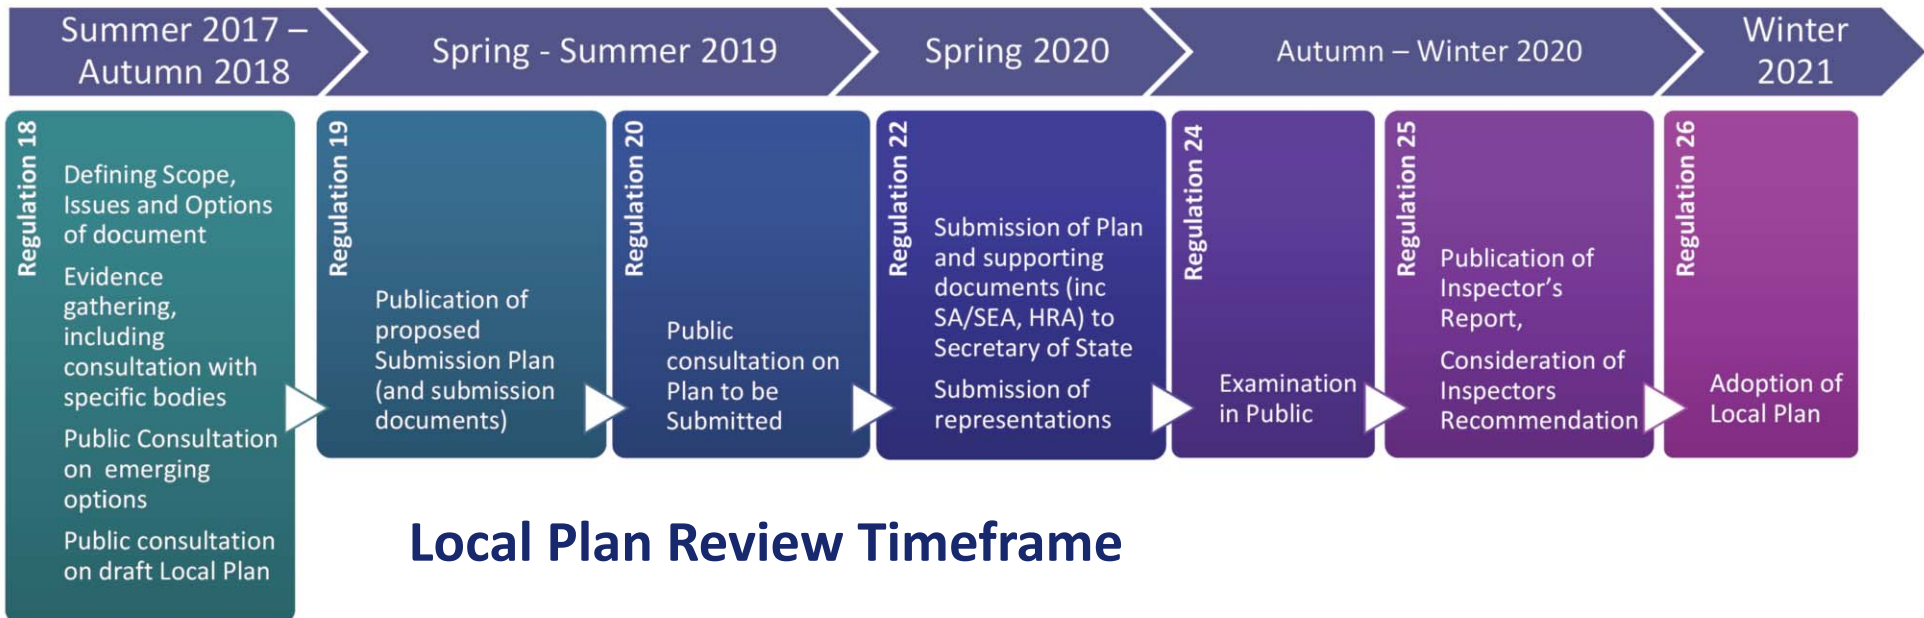 Summer 2017 –
Autumn 2018
Spring - Summer 2019
Spring 2020
Autumn – Winter 2020
Winter
2021
Regulation 18
Defining Scope,
Issues and Options
of document
Evidence
gathering,
including
consultation with
specific bodies
Public Consultation
on  emerging
options
Public consultation
on draft Local Plan
Regulation 19
Publication of
proposed
Submission Plan
(and submission
documents)
Regulation 20
Public
consultation on
Plan to be
Submitted
Regulation 22
Submission of Plan
and supporting
documents (inc
SA/SEA, HRA) to
Secretary of State
Submission of
representations
Regulation 24
Examination
in Public
Regulation 25
Publication of
Inspector’s
Report,
Consideration of
Inspectors
Recommendation
Regulation 26
Adoption of
Local Plan
Local Plan Review Timeframe